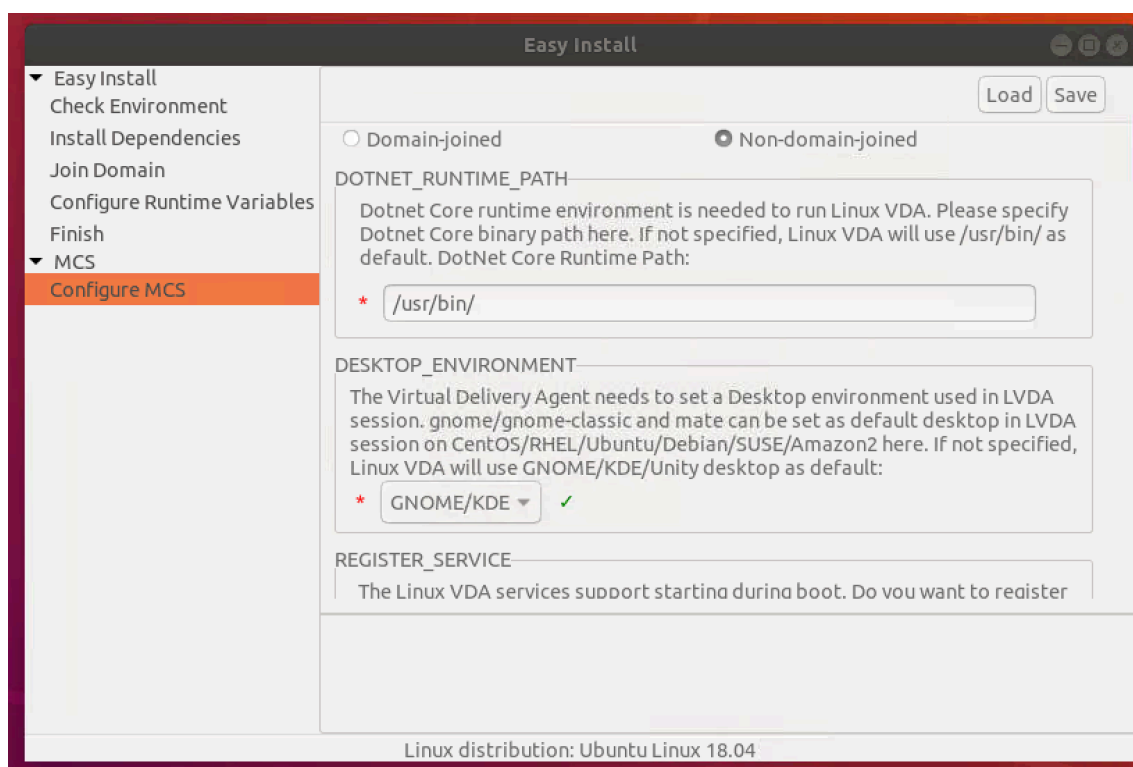 Easy Install
Easy Install
Check Environment
Install Dependencies
Join Domain
Configure Runtime Variables
Finish
MCS
Configure MCS
Load Save
Domain-joined Non-domain-joined
DOTNET_RUNTIME_PATH
Dotnet Core runtime environment is needed to run Linux VDA. Please specify
Dotnet Core binary path here. If not specified, Linux VDA will use /usr/bin/ as
default. DotNet Core Runtime Path:
* /usr/bin/
DESKTOP_ENVIRONMENT
The Virtual Delivery Agent needs to set a Desktop environment used in LVDA
session. gnome/gnome-classic and mate can be set as default desktop in LVDA
session on CentOS/RHEL/Ubuntu/Debian/SUSE/Amazon2 here. If not specified,
Linux VDA will use GNOME/KDE/Unity desktop as default:
* GNOME/KDE ✓
REGISTER_SERVICE
The Linux VDA services support starting during boot. Do you want to register
Linux distribution: Ubuntu Linux 18.04